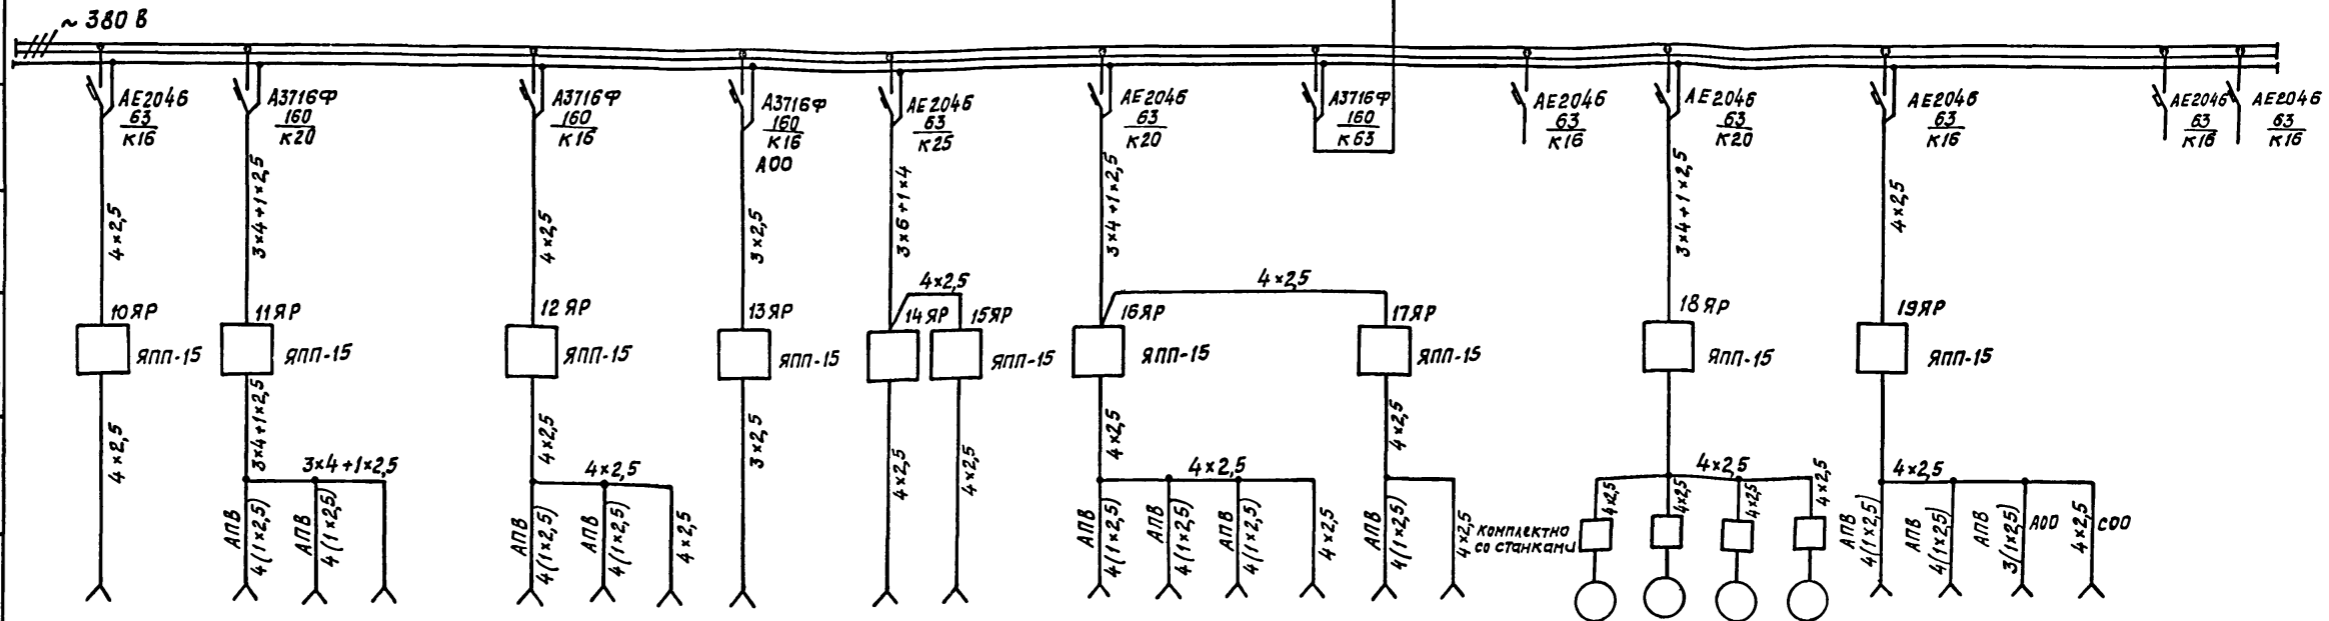 ~ 380 В
АЕ2046
63
К16
А3716Ф
160
К20
А3716Ф
160
К16
А3716Ф
160
К16
А00
АЕ2046
63
К25
АЕ2046
63
К20
А3716Ф
160
К63
АЕ2046
63
К16
АЕ2046
63
К20
АЕ2046
63
К16
АЕ2046
63
К16
АЕ2046
63
К16
4×2,5
3×4+1×2,5
4×2,5
3×2,5
3×6+1×4
3×4+1×2,5
3×4+1×2,5
4×2,5
4×2,5
4×2,5
10ЯР
11ЯР
12ЯР
13ЯР
14ЯР
15ЯР
16ЯР
17ЯР
18ЯР
19ЯР
ЯПП-15
ЯПП-15
ЯПП-15
ЯПП-15
ЯПП-15
ЯПП-15
ЯПП-15
ЯПП-15
ЯПП-15
4×2,5
3×4+1×2,5
3×4+1×2,5
4×2,5
4×2,5
3×2,5
4×2,5
4×2,5
4×2,5
4×2,5
4×2,5
4×2,5
4×2,5
4×2,5
АПВ
4(1×2,5)
АПВ
4(1×2,5)
АПВ
4(1×2,5)
АПВ
4(1×2,5)
4×2,5
АПВ
4(1×2,5)
АПВ
4(1×2,5)
АПВ
4(1×2,5)
4×2,5
АПВ
4(1×2,5)
4×2,5
комплектно
со станками
4×2,5
4×2,5
4×2,5
4×2,5
АПВ
4(1×2,5)
АПВ
4(1×2,5)
АПВ
3(1×2,5)
А00
4×2,5
С00